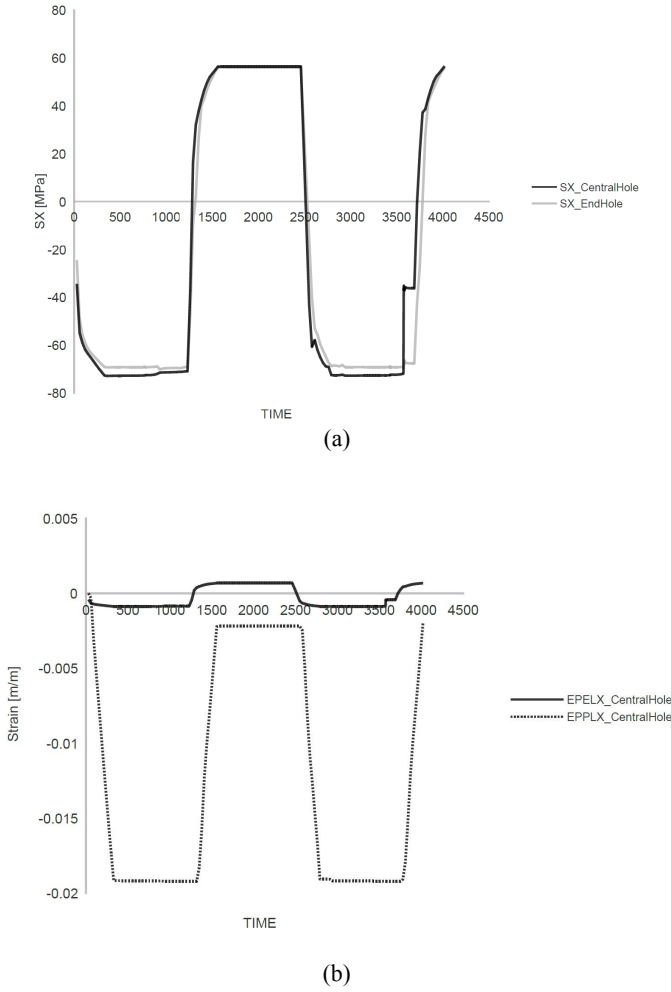 80
60
40
20
0
-20
-40
-60
-80
SX [MPa]
0 500 1000 1500 2000 2500 3000 3500 4000 4500
TIME
SX_CentralHole
SX_EndHole
(a)
0.005
0
-0.005
-0.01
-0.015
-0.02
Strain [m/m]
0 500 1000 1500 2000 2500 3000 3500 4000 4500
TIME
EPELX_CentralHole
EPPLX_CentralHole
(b)